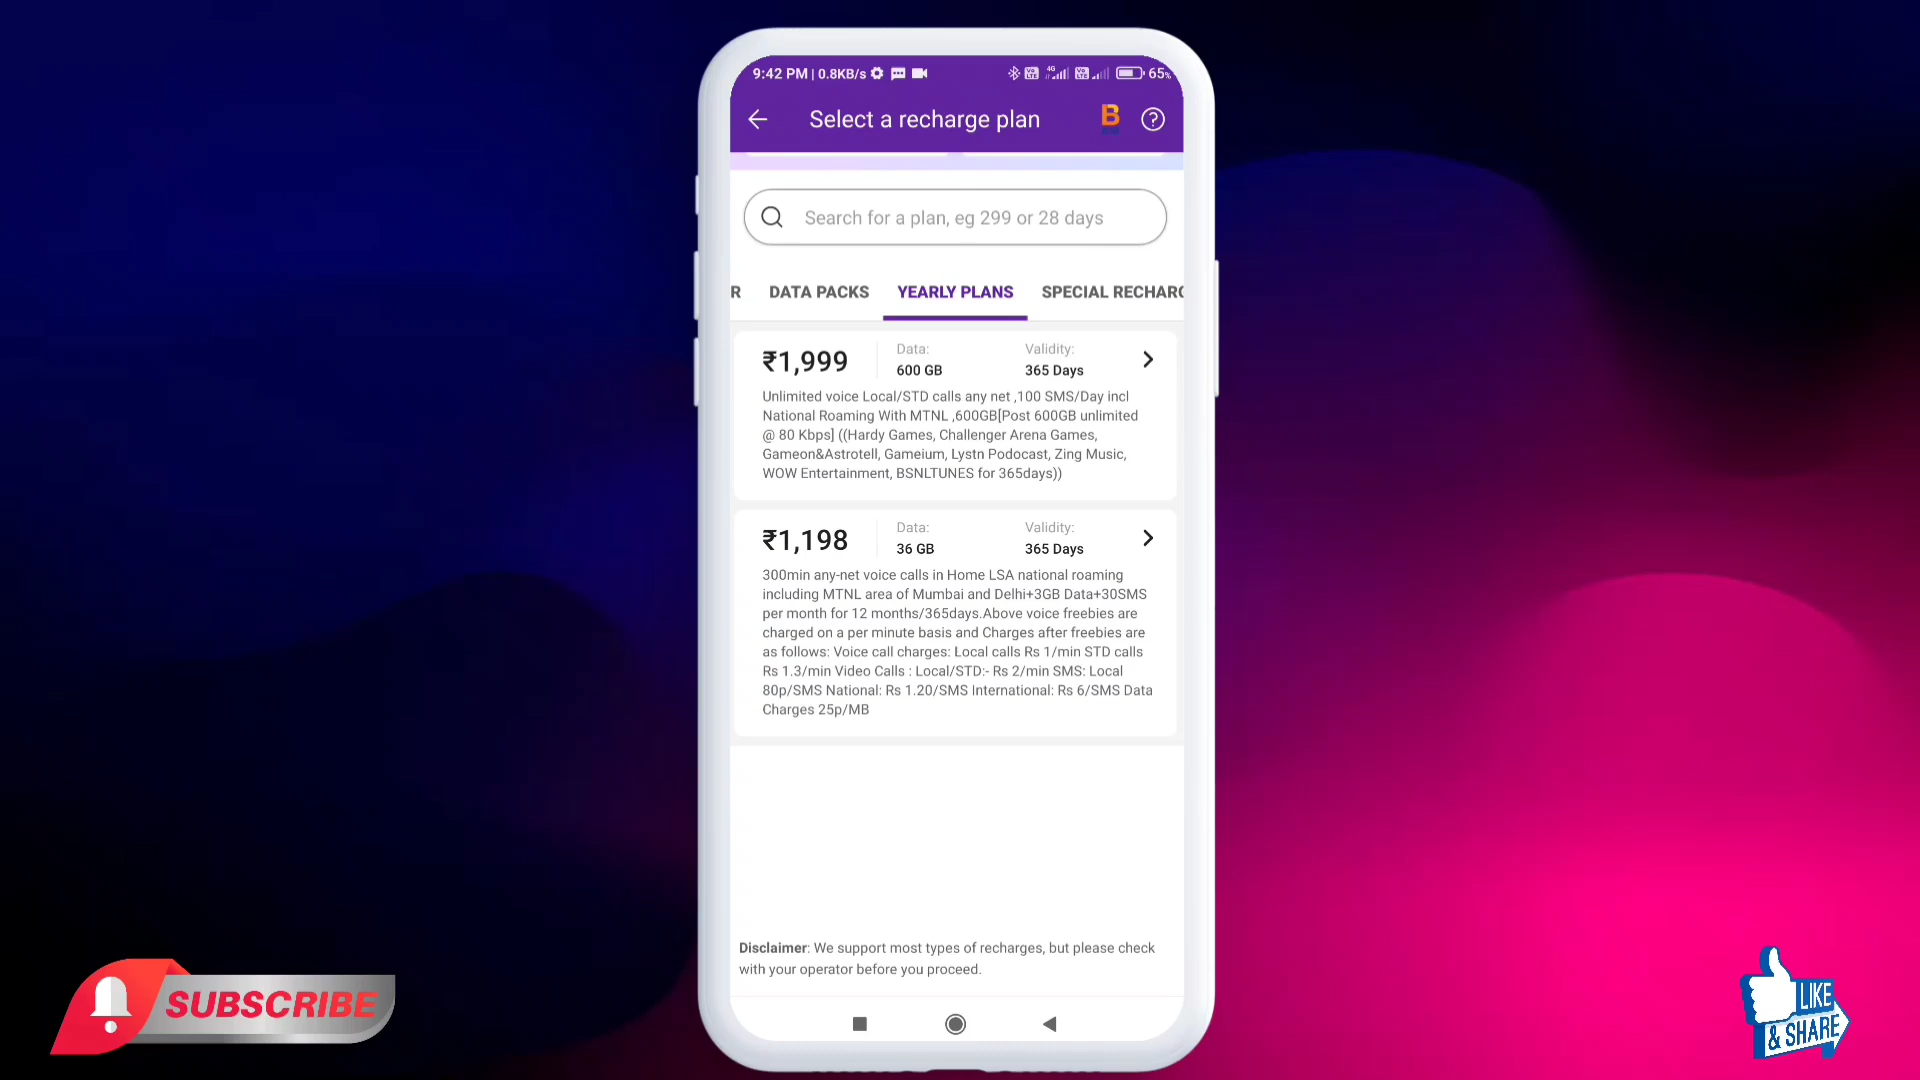 9:42 PM | 0.8KB/s
4G
65%
Select a recharge plan
B
?
Search for a plan, eg 299 or 28 days
R DATA PACKS YEARLY PLANS SPECIAL RECHARG
₹1,999
Data:
600 GB
Validity:
365 Days
Unlimited voice Local/STD calls any net ,100 SMS/Day incl
National Roaming With MTNL ,600GB[Post 600GB unlimited
@ 80 Kbps] ((Hardy Games, Challenger Arena Games,
Gameon&Astrotell, Gameium, Lystn Podocast, Zing Music,
WOW Entertainment, BSNLTUNES for 365days))
₹1,198
Data:
36 GB
Validity:
365 Days
300min any-net voice calls in Home LSA national roaming
including MTNL area of Mumbai and Delhi+3GB Data+30SMS
per month for 12 months/365days.Above voice freebies are
charged on a per minute basis and Charges after freebies are
as follows: Voice call charges: Local calls Rs 1/min STD calls
Rs 1.3/min Video Calls : Local/STD:- Rs 2/min SMS: Local
80p/SMS National: Rs 1.20/SMS International: Rs 6/SMS Data
Charges 25p/MB
Disclaimer: We support most types of recharges, but please check
with your operator before you proceed.
SUBSCRIBE
LIKE
& SHARE